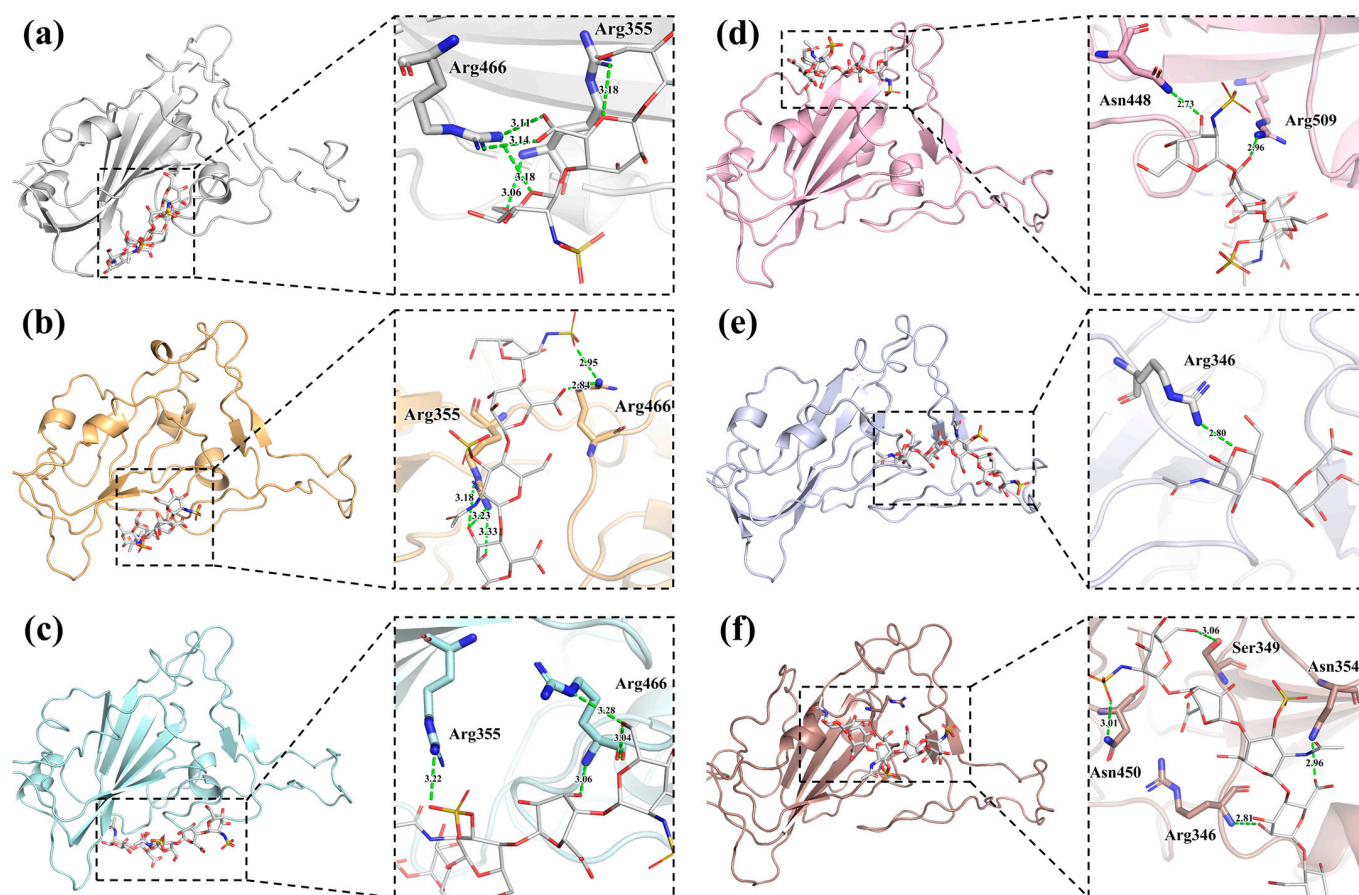 (a)
Arg355
Arg466
3.18
3.11
3.14
3.18
3.06
(b)
2.95
2.84
Arg355
Arg466
3.18
3.23
3.33
(c)
Arg466
3.28
Arg355
3.04
3.22
3.06
(d)
Asn448
2.73
Arg509
2.96
(e)
Arg346
2.80
(f)
3.06
Ser349
Asn354
3.01
2.96
Asn450
Arg346
2.81